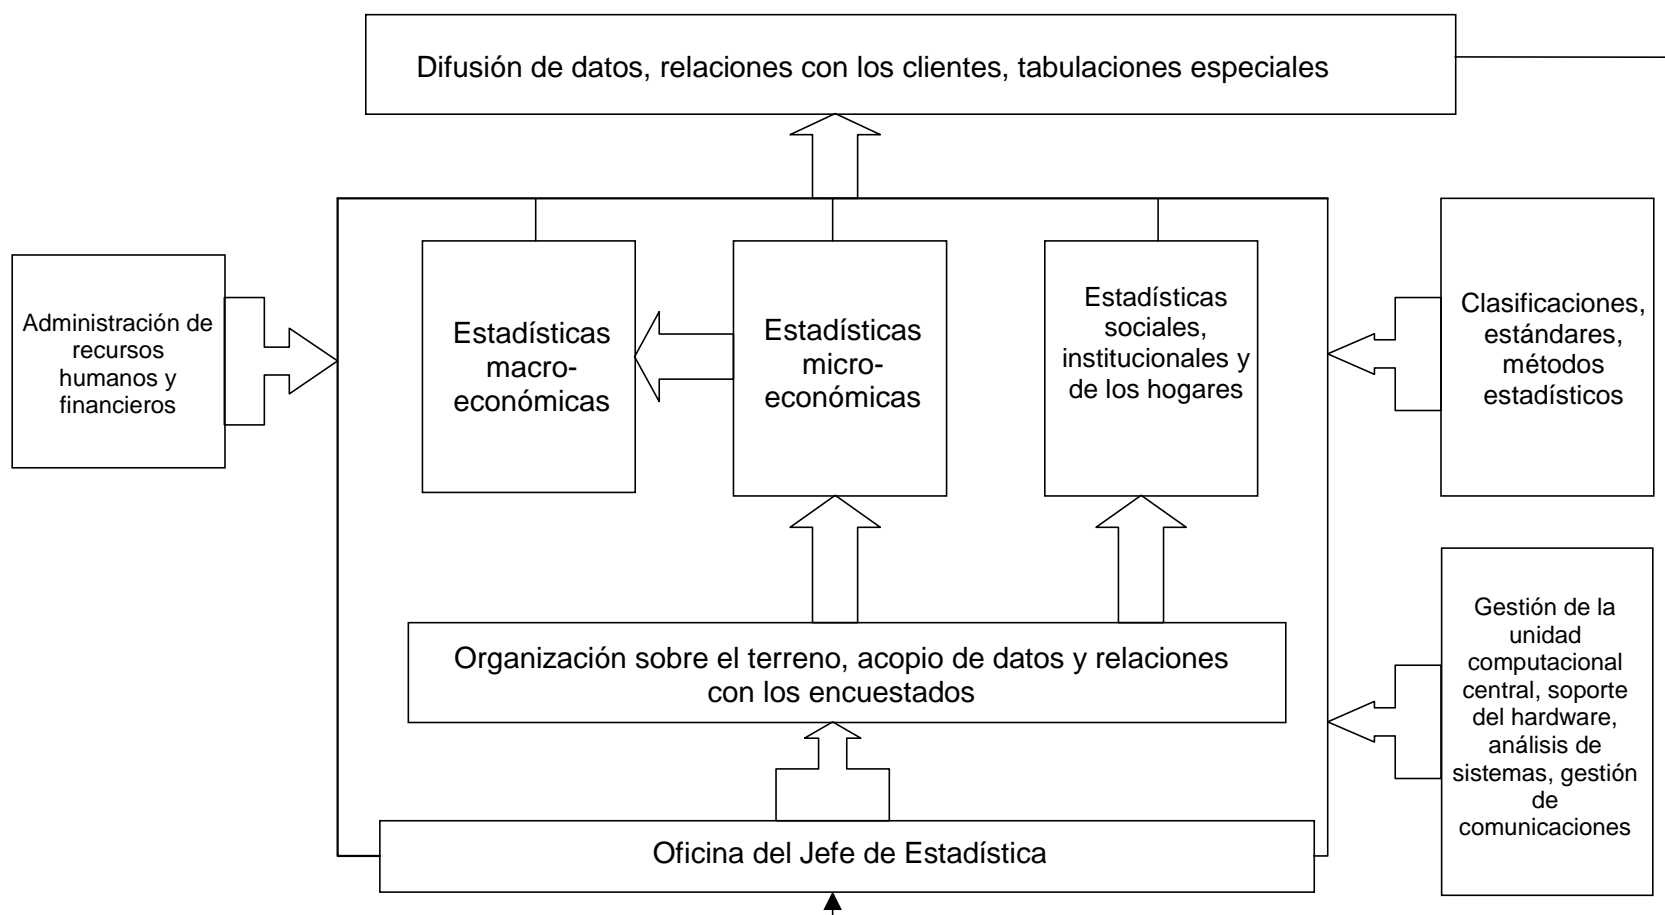 Difusión de datos, relaciones con los clientes, tabulaciones especiales
Administración de
recursos
humanos y
financieros
Estadísticas
macro-
económicas
Estadísticas
micro-
económicas
Estadísticas
sociales,
institucionales y
de los hogares
Clasificaciones,
estándares,
métodos
estadísticos
Organización sobre el terreno, acopio de datos y relaciones
con los encuestados
Gestión de la
unidad
computacional
central, soporte
del hardware,
análisis de
sistemas, gestión
de
comunicaciones
Oficina del Jefe de Estadística